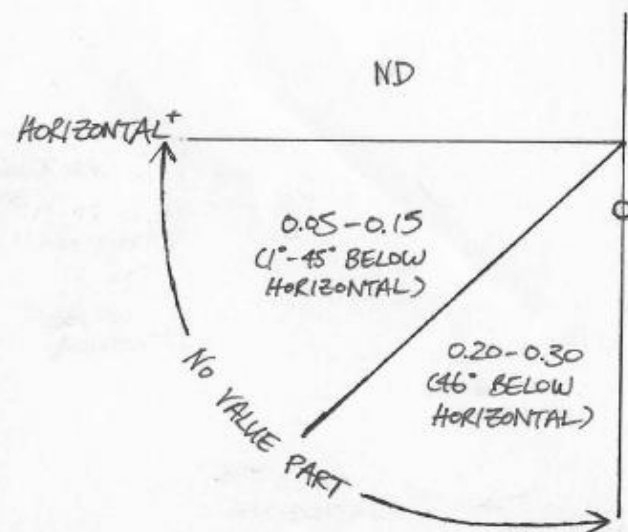 ND
HORIZONTAL+
0.05-0.15
(1°-45° BELOW
HORIZONTAL)
0.20-0.30
(46° BELOW
HORIZONTAL)
NO VALUE PART